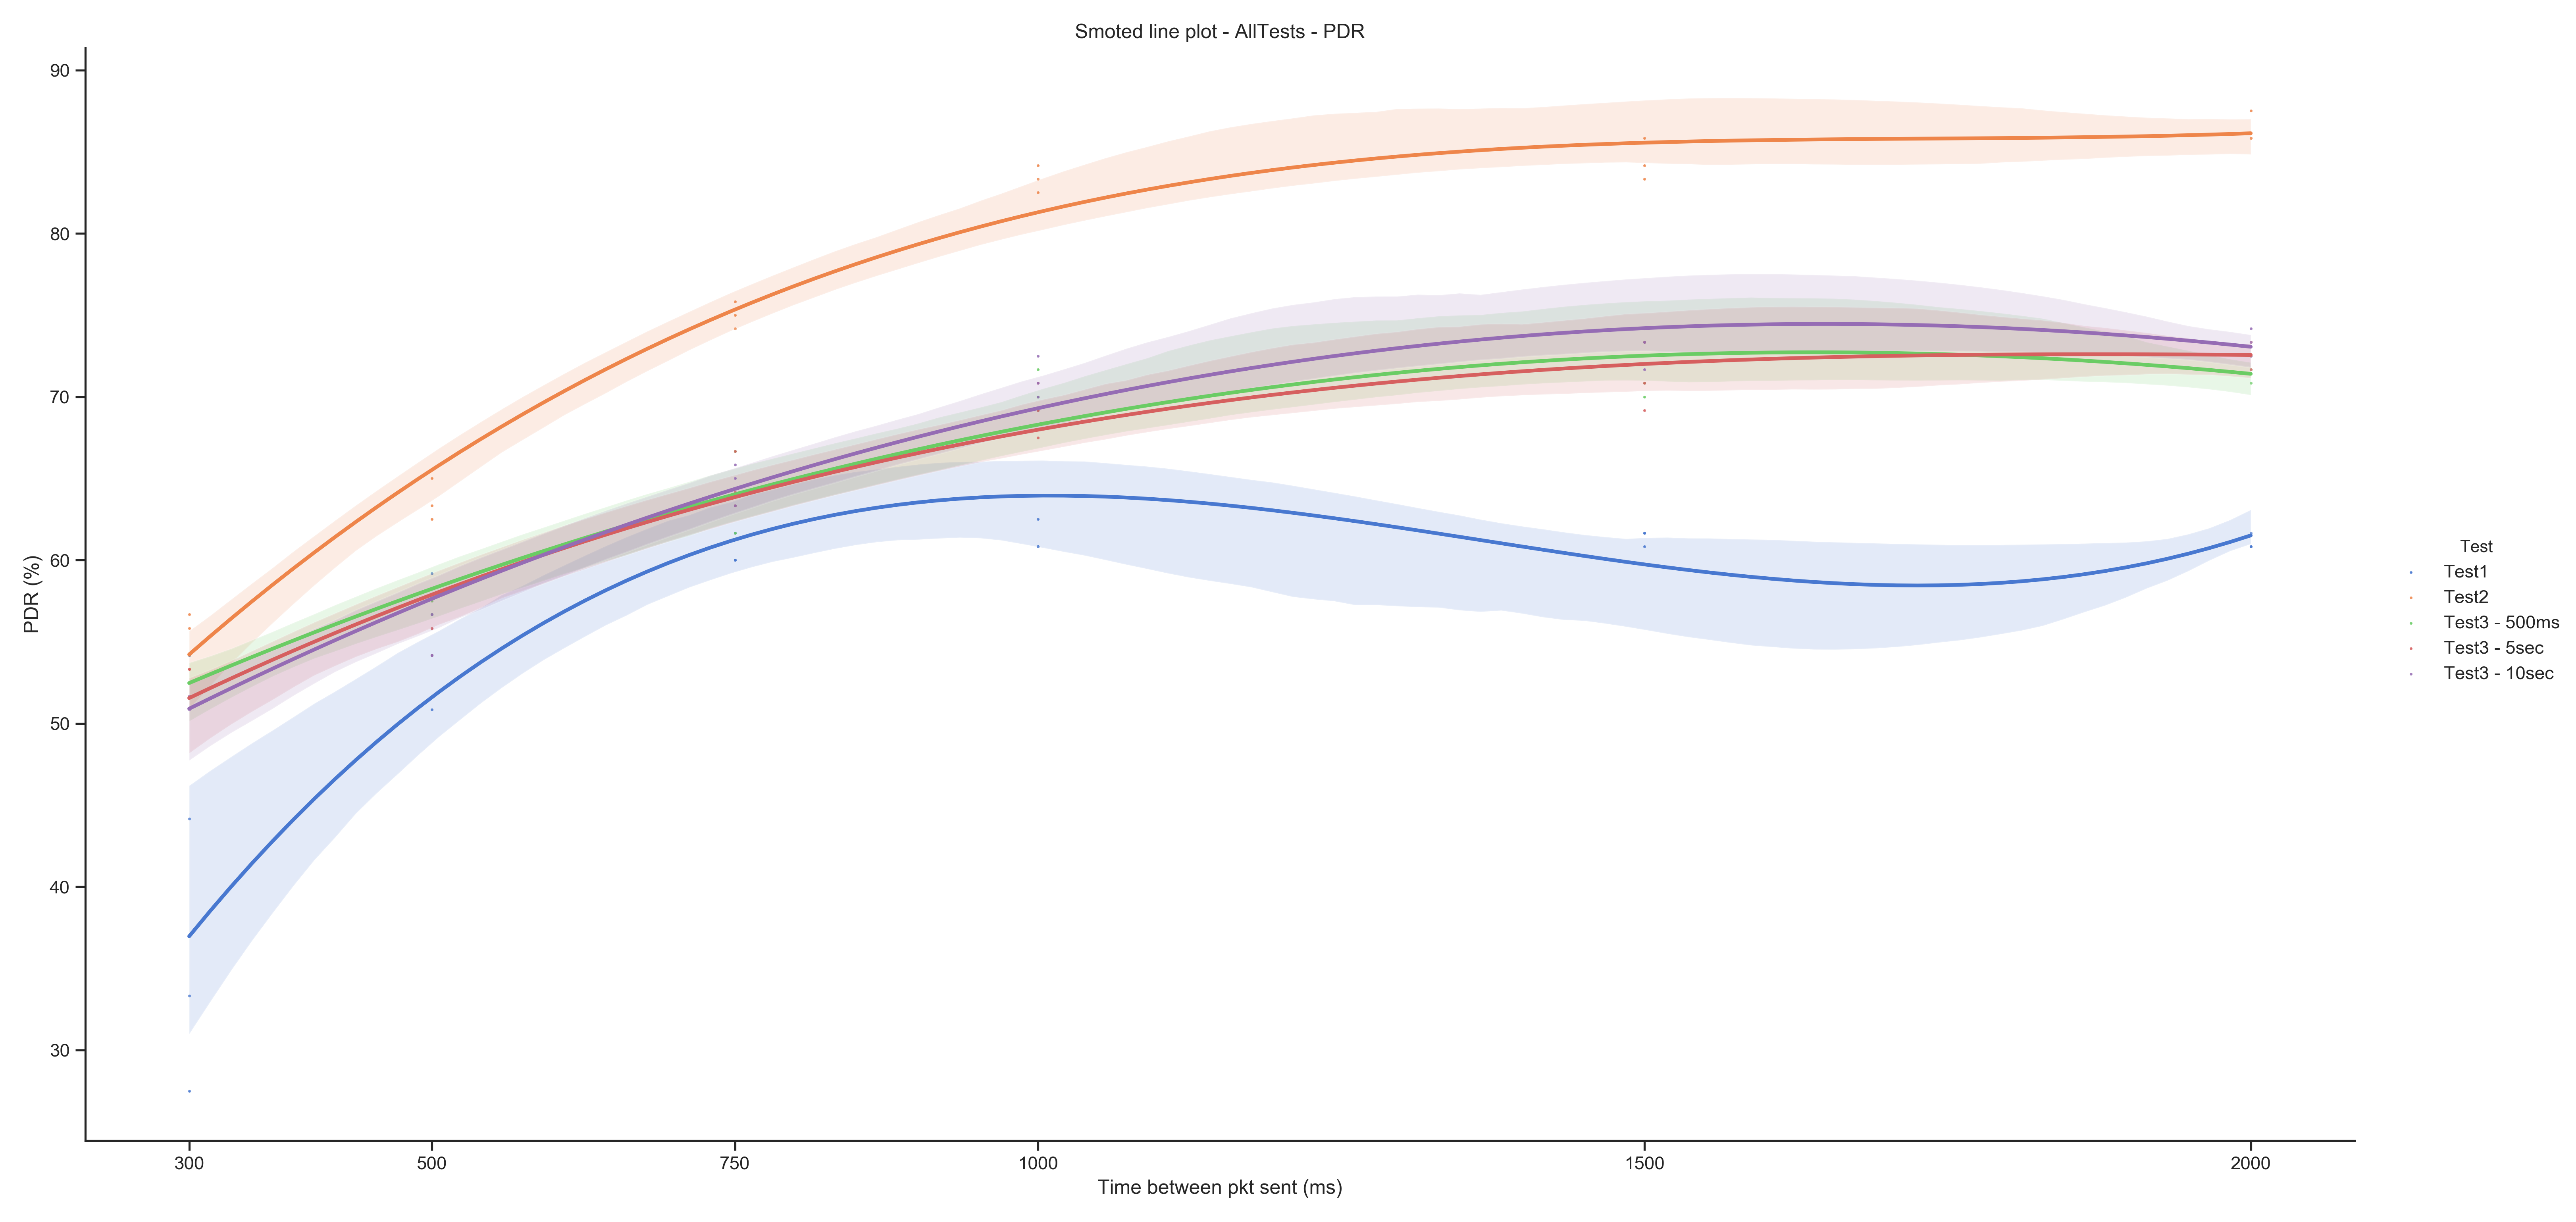 Smoted line plot - AllTests - PDR
90
80
70
60
50
40
30
PDR (%)
300
500
750
1000
1500
2000
Time between pkt sent (ms)
Test
Test1
Test2
Test3 - 500ms
Test3 - 5sec
Test3 - 10sec